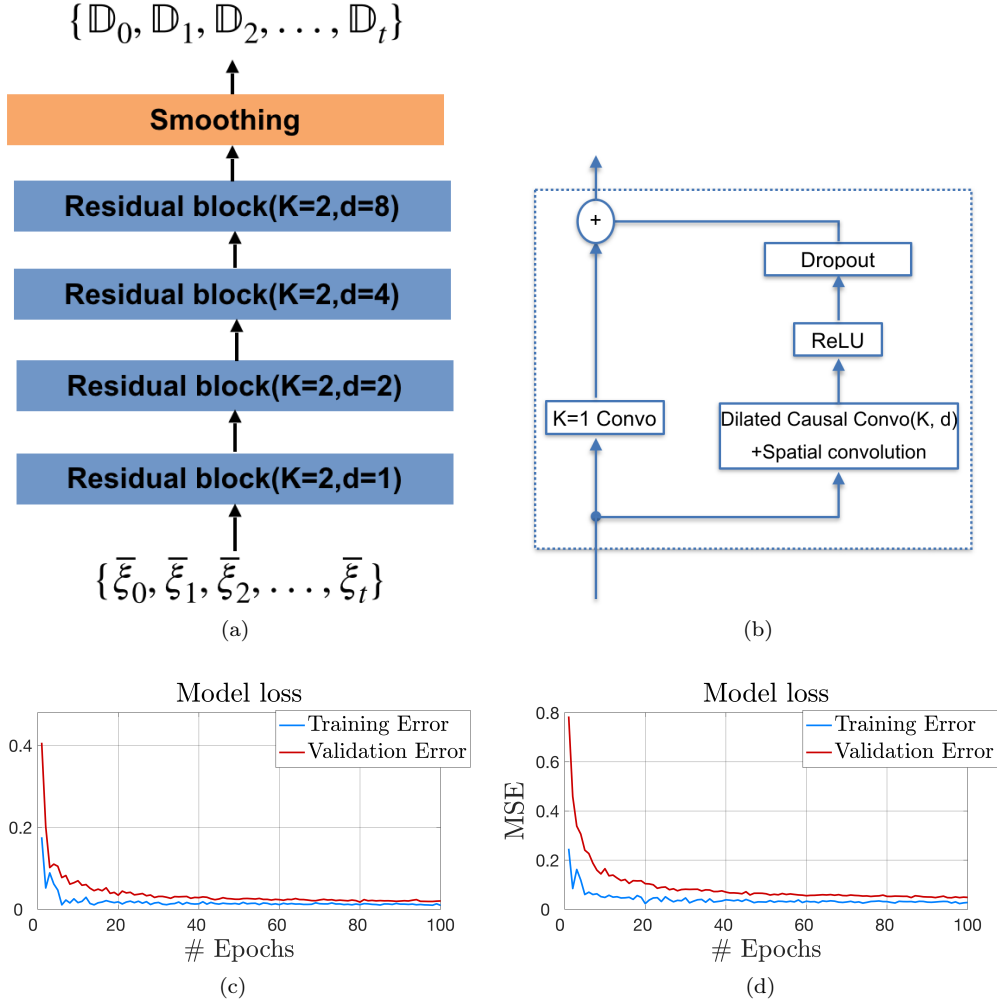 {𝔻₀, 𝔻₁, 𝔻₂, . . . , 𝔻ₜ}
Smoothing
Residual block(K=2,d=8)
Residual block(K=2,d=4)
Residual block(K=2,d=2)
Residual block(K=2,d=1)
{ξ̅₀, ξ̅₁, ξ̅₂, . . . , ξ̅ₜ}
(a)
+
Dropout
ReLU
K=1 Convo
Dilated Causal Convo(K, d)
+Spatial convolution
(b)
Model loss
Training Error
Validation Error
0.4
0.2
0
0 20 40 60 80 100
# Epochs
(c)
Model loss
Training Error
Validation Error
MSE
0.8
0.6
0.4
0.2
0
0 20 40 60 80 100
# Epochs
(d)